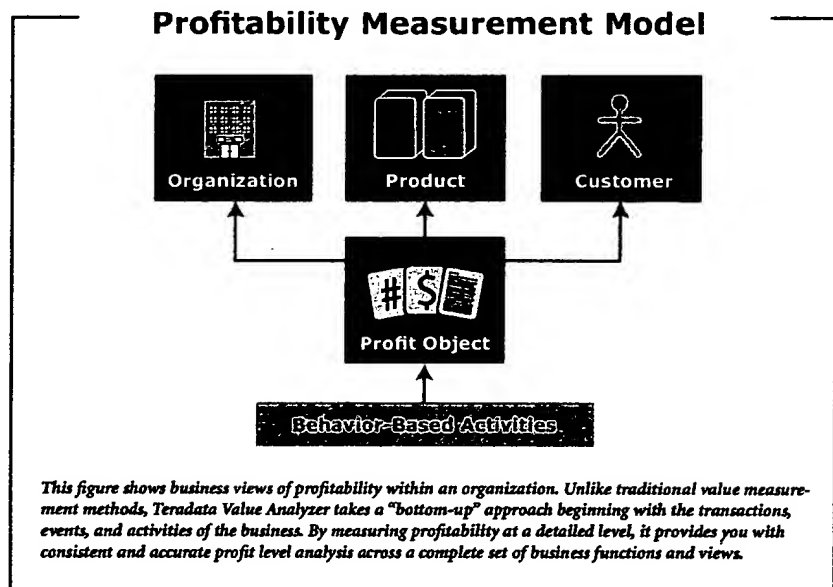 Profitability Measurement Model
Organization
Product
Customer
# $
Profit Object
Behavior-Based Activities
This figure shows business views of profitability within an organization. Unlike traditional value measure-
ment methods, Teradata Value Analyzer takes a "bottom-up" approach beginning with the transactions,
events, and activities of the business. By measuring profitability at a detailed level, it provides you with
consistent and accurate profit level analysis across a complete set of business functions and views.